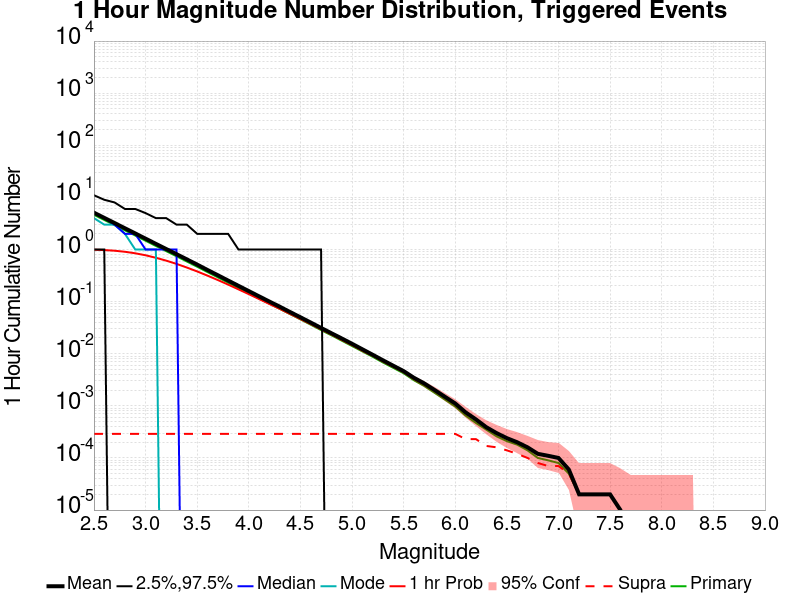 1 Hour Magnitude Number Distribution, Triggered Events
10^4
10^3
10^2
10^1
10^0
10^-1
10^-2
10^-3
10^-4
10^-5
1 Hour Cumulative Number
2.5 3.0 3.5 4.0 4.5 5.0 5.5 6.0 6.5 7.0 7.5 8.0 8.5 9.0
Magnitude
Mean 2.5%,97.5% Median Mode 1 hr Prob 95% Conf Supra Primary